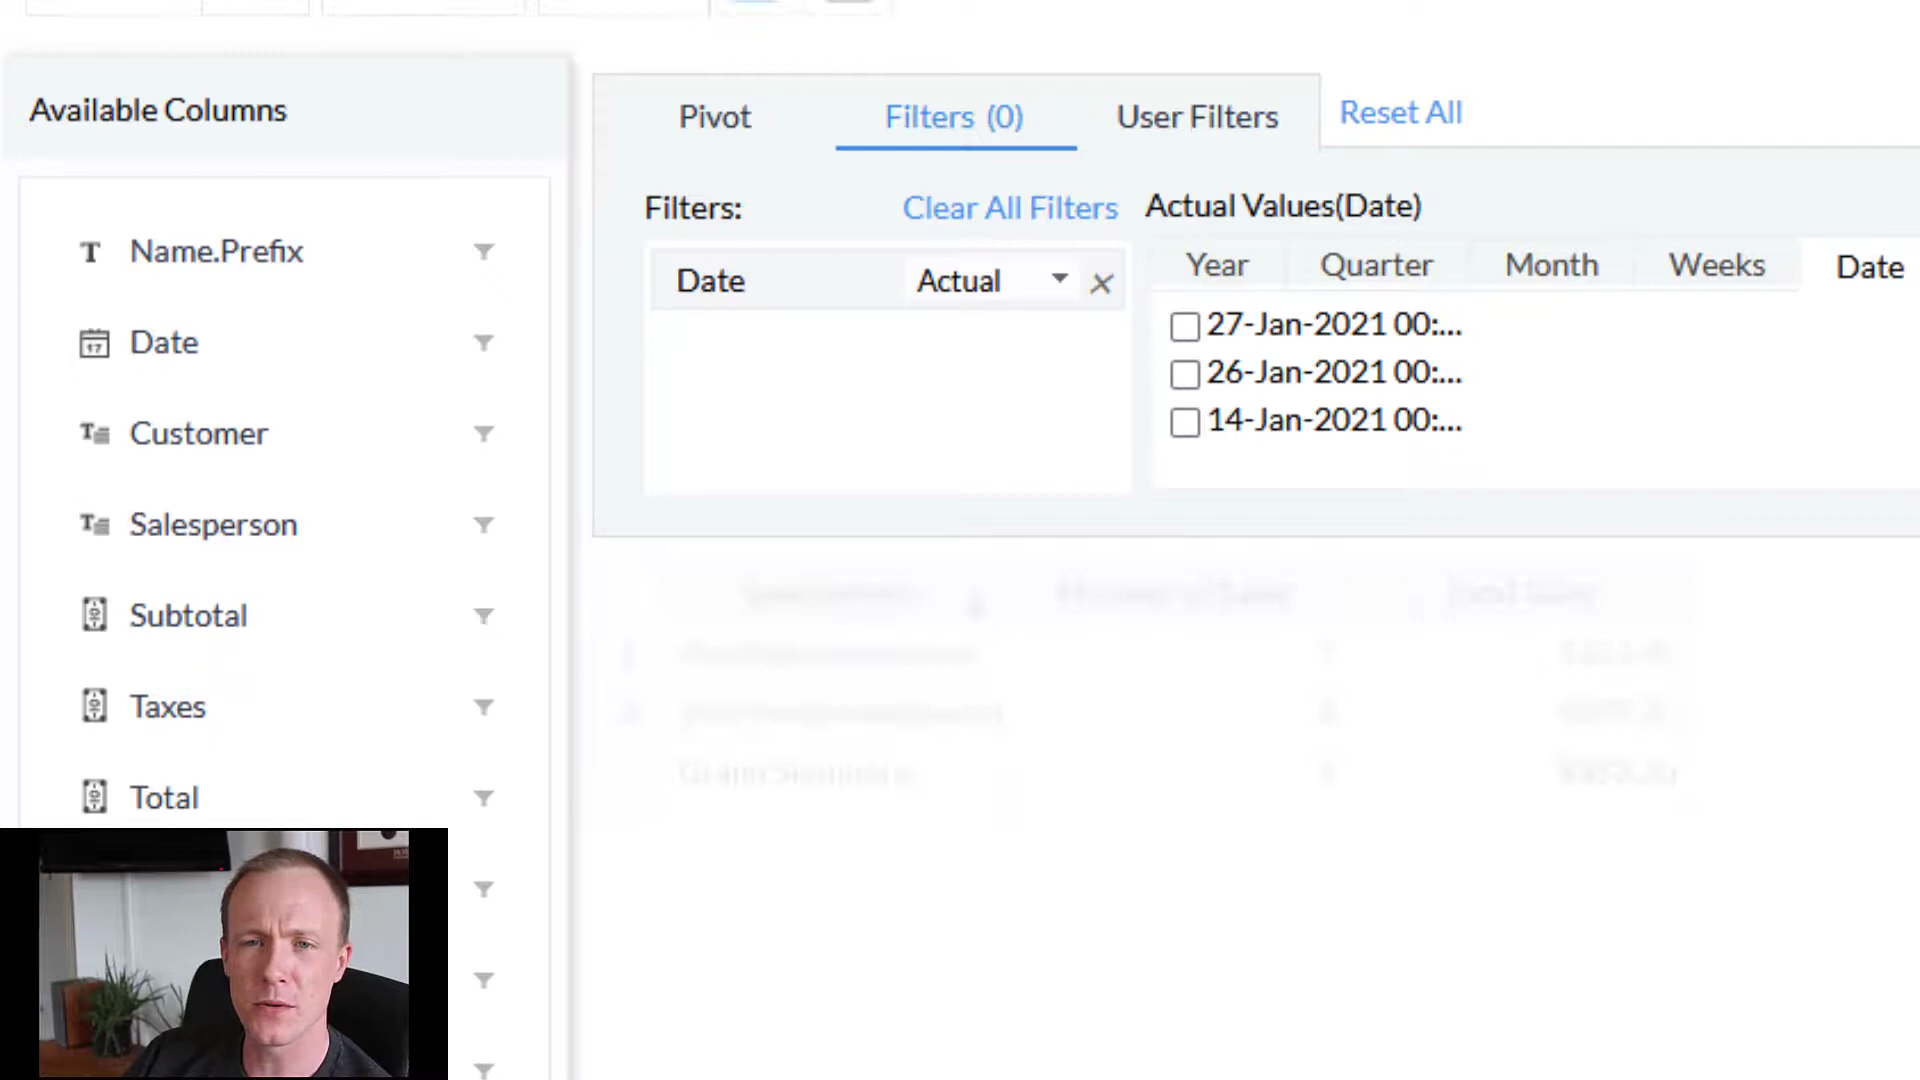 Available Columns
Name.Prefix
Date
Customer
Salesperson
Subtotal
Taxes
Total
Pivot
Filters (0)
User Filters
Reset All
Filters:
Clear All Filters
Date
Actual
Actual Values(Date)
Year
Quarter
Month
Weeks
Date
27-Jan-2021 00:...
26-Jan-2021 00:...
14-Jan-2021 00:...